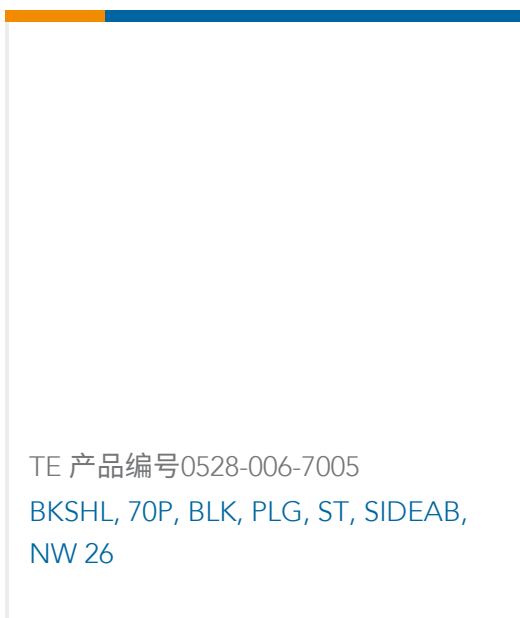 TE 产品编号0528-006-7005
BKSHL, 70P, BLK, PLG, ST, SIDEAB,
NW 26